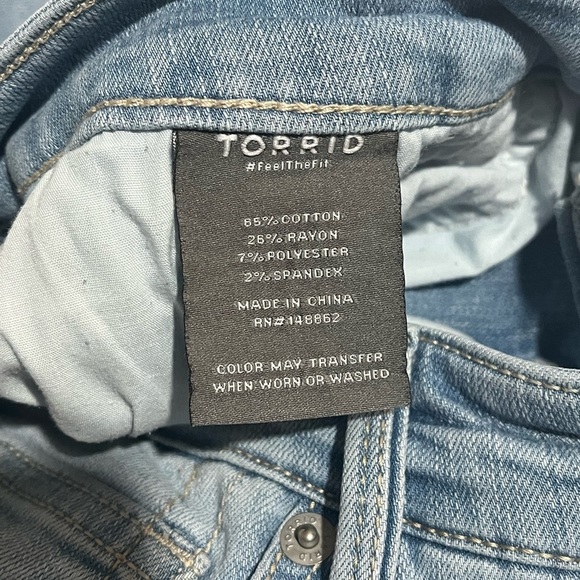 TORRID
#FeelTheFit
65% COTTON
26% RAYON
7% POLYESTER
2% SPANDEX
MADE IN CHINA
RN#148862
COLOR MAY TRANSFER
WHEN WORN OR WASHED